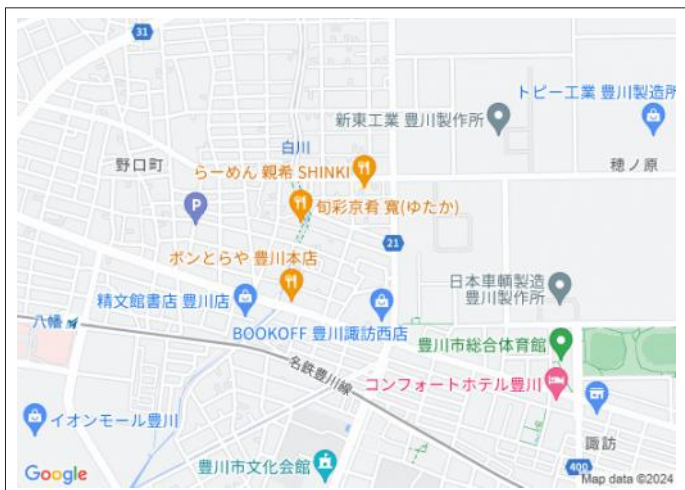 31
トピー工業 豊川製造所
新東工業 豊川製作所
白川
野口町
らーめん 親希 SHINKI
穂ノ原
P
旬彩京肴 寛(ゆたか)
21
ボンとらや 豊川本店
日本車輌製造
豊川製作所
精文館書店 豊川店
八幡
BOOKOFF 豊川諏訪西店
豊川市総合体育館
名鉄豊川線
コンフォートホテル豊川
イオンモール豊川
諏訪
豊川市文化会館
400
Google
Map data ©2024